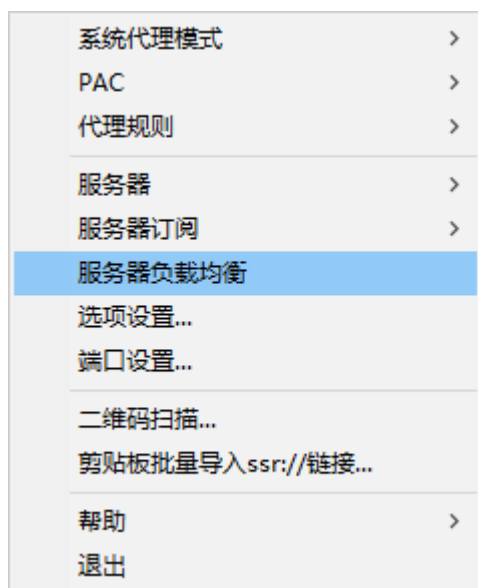 系统代理模式
PAC
代理规则
服务器
服务器订阅
服务器负载均衡
选项设置...
端口设置...
二维码扫描...
剪贴板批量导入ssr://链接...
帮助
退出